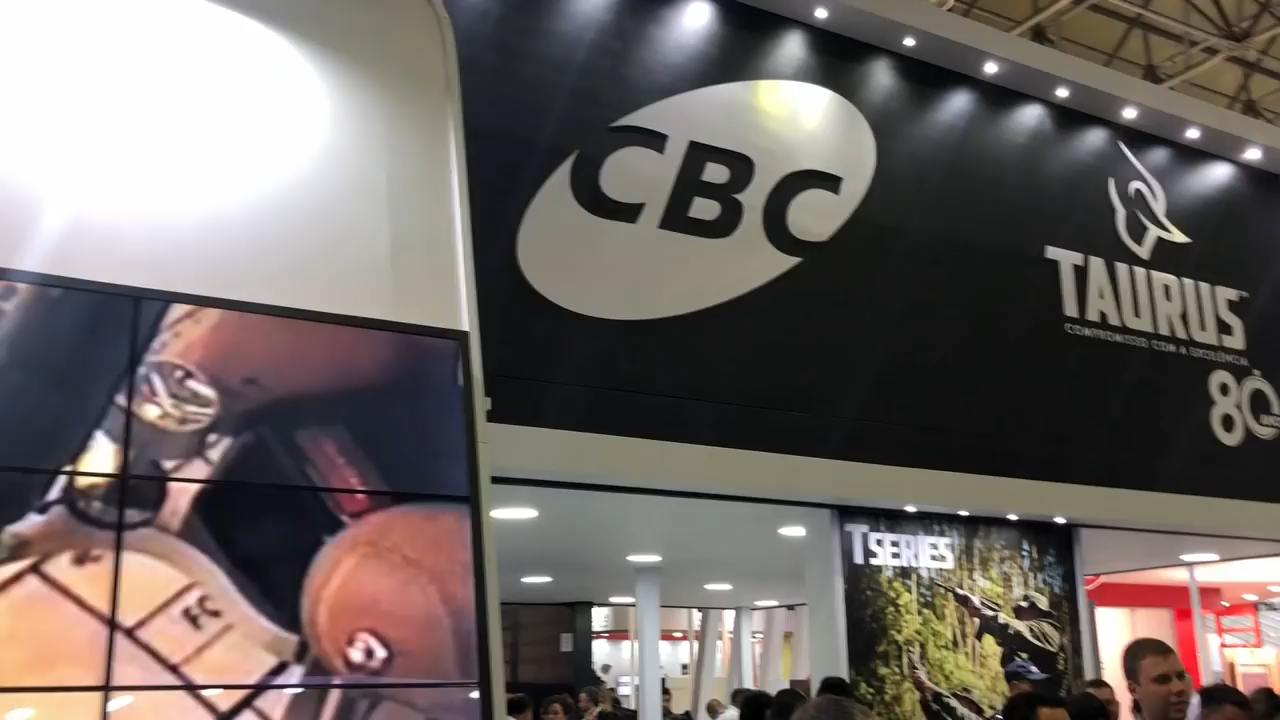 CBC
TAURUS
COMPROMISSO COM A EXCELÊNCIA
80
T SERIES
FC